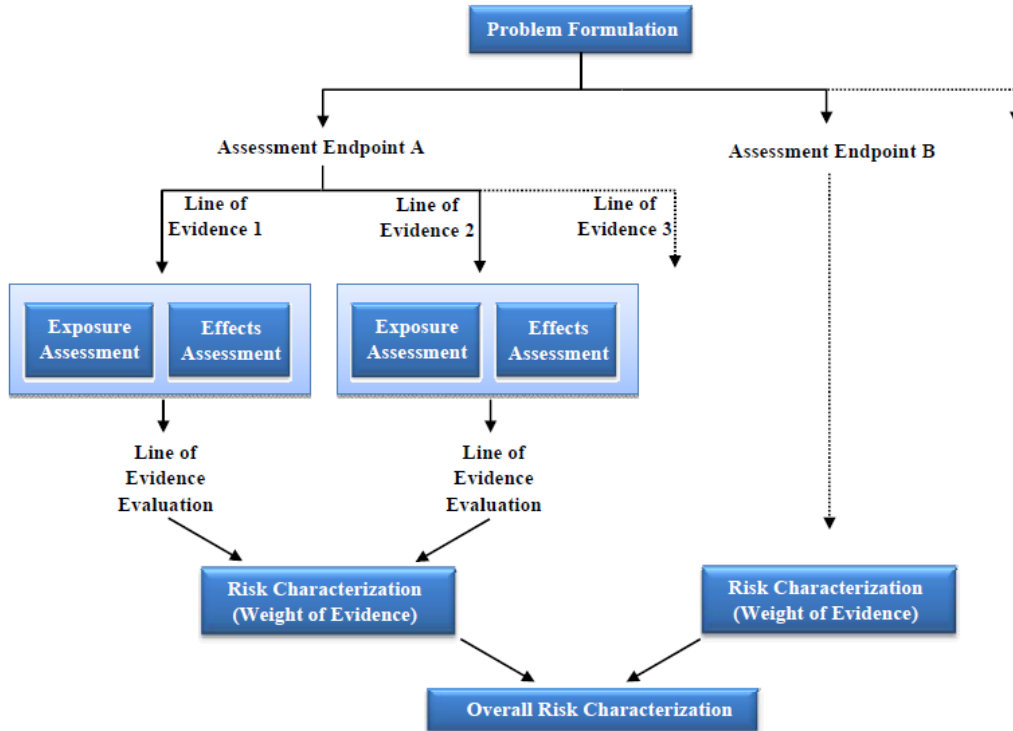 Problem Formulation
Assessment Endpoint A
Assessment Endpoint B
Line of
Evidence 1
Line of
Evidence 2
Line of
Evidence 3
Exposure
Assessment
Effects
Assessment
Exposure
Assessment
Effects
Assessment
Line of
Evidence
Evaluation
Line of
Evidence
Evaluation
Risk Characterization
(Weight of Evidence)
Risk Characterization
(Weight of Evidence)
Overall Risk Characterization